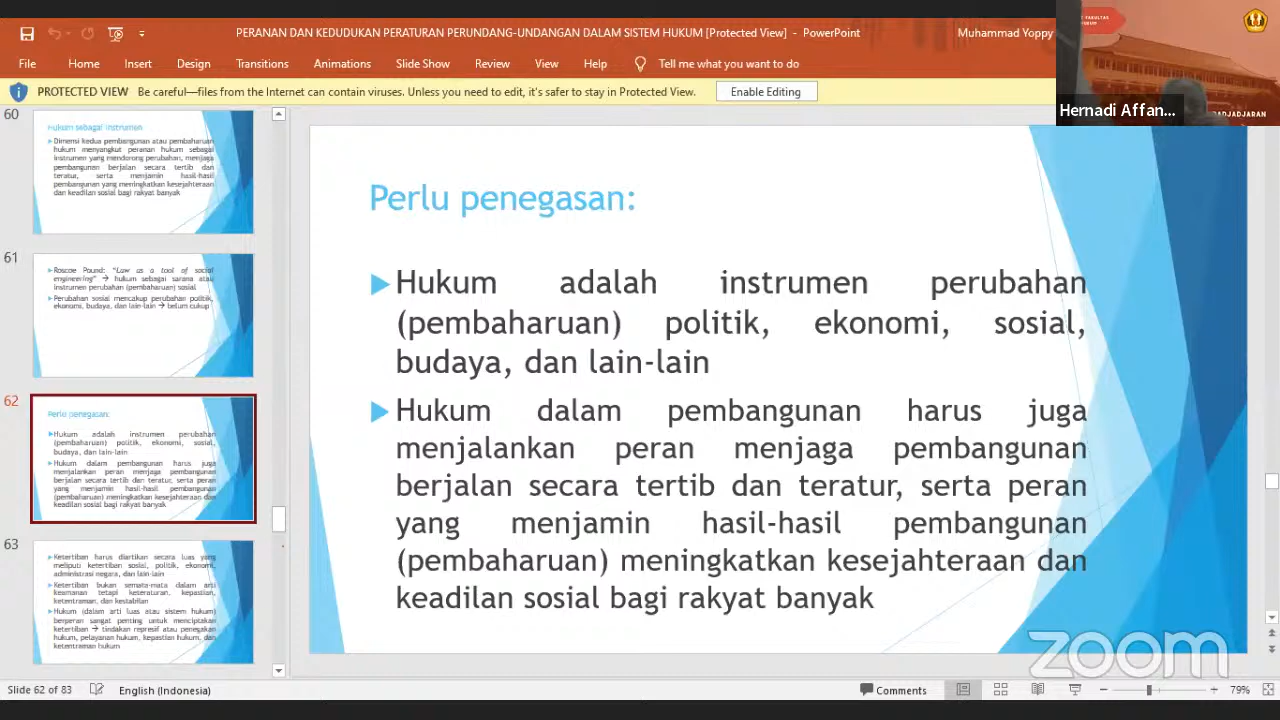 PERANAN DAN KEDUDUKAN PERATURAN PERUNDANG-UNDANGAN DALAM SISTEM HUKUM [Protected View] - PowerPoint
Muhammad Yoppy
File Home Insert Design Transitions Animations Slide Show Review View Help Tell me what you want to do
PROTECTED VIEW Be careful—files from the Internet can contain viruses. Unless you need to edit, it's safer to stay in Protected View. Enable Editing
FAKULTAS
Hernadi Affan...
60
Hukum sebagai instrumen
Dimensi kedua pembangunan atau pembaharuan
hukum menyangkut peranan hukum sebagai
instrumen yang mendorong perubahan, menjaga
pembangunan berjalan secara tertib dan
teratur, serta menjamin hasil-hasil
pembangunan yang meningkatkan kesejahteraan
dan keadilan sosial bagi rakyat banyak
61
Roscoe Pound: "Law as a tool of social
engineering" → hukum sebagai sarana atau
instrumen perubahan (pembaharuan) sosial
Perubahan sosial mencakup perubahan politik,
ekonomi, budaya, dan lain-lain → belum cukup
62
Perlu penegasan:
Hukum adalah instrumen perubahan
(pembaharuan) politik, ekonomi, sosial,
budaya, dan lain-lain
Hukum dalam pembangunan harus juga
menjalankan peran menjaga pembangunan
berjalan secara tertib dan teratur, serta peran
yang menjamin hasil-hasil pembangunan
(pembaharuan) meningkatkan kesejahteraan dan
keadilan sosial bagi rakyat banyak
63
Ketertiban harus diartikan secara luas yang
meliputi ketertiban sosial, politik, ekonomi,
administrasi negara, dan lain-lain
Ketertiban bukan semata-mata dalam arti
keamanan tetapi keteraturan, kepastian,
ketentraman, dan kestabilan
Hukum (dalam arti luas atau sistem hukum)
berperan sangat penting untuk menciptakan
ketertiban → tindakan represif atau penegakan
hukum, pelayanan hukum, kepastian hukum, dan
ketentraman hukum
Perlu penegasan:
Hukum adalah instrumen perubahan
(pembaharuan) politik, ekonomi, sosial,
budaya, dan lain-lain
Hukum dalam pembangunan harus juga
menjalankan peran menjaga pembangunan
berjalan secara tertib dan teratur, serta peran
yang menjamin hasil-hasil pembangunan
(pembaharuan) meningkatkan kesejahteraan dan
keadilan sosial bagi rakyat banyak
zoom
Slide 62 of 83 English (Indonesia) Comments 79%